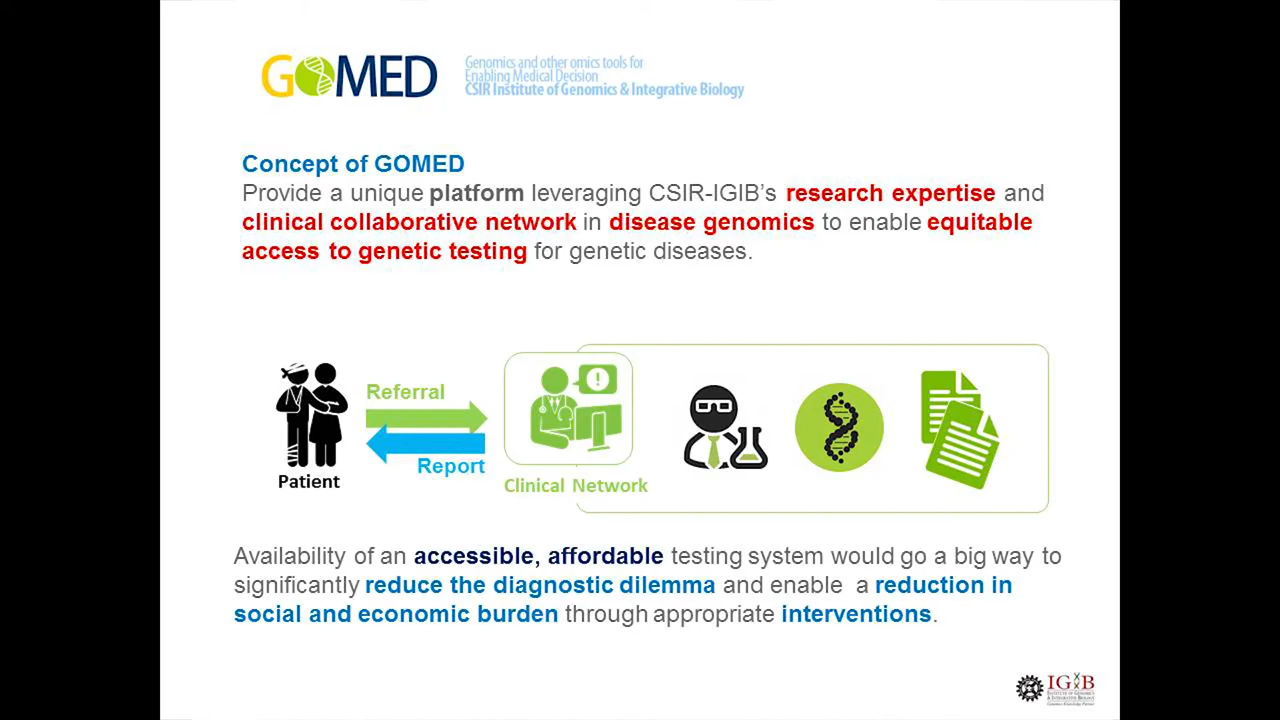 GOMED
Genomics and other omics tools for
Enabling Medical Decision
CSIR Institute of Genomics & Integrative Biology
Concept of GOMED
Provide a unique platform leveraging CSIR-IGIB's research expertise and
clinical collaborative network in disease genomics to enable equitable
access to genetic testing for genetic diseases.
Referral
Report
Patient
Clinical Network
Availability of an accessible, affordable testing system would go a big way to
significantly reduce the diagnostic dilemma and enable a reduction in
social and economic burden through appropriate interventions.
IGIB
INSTITUTE OF GENOMICS
& INTEGRATIVE BIOLOGY
Genomics Knowledge Partner